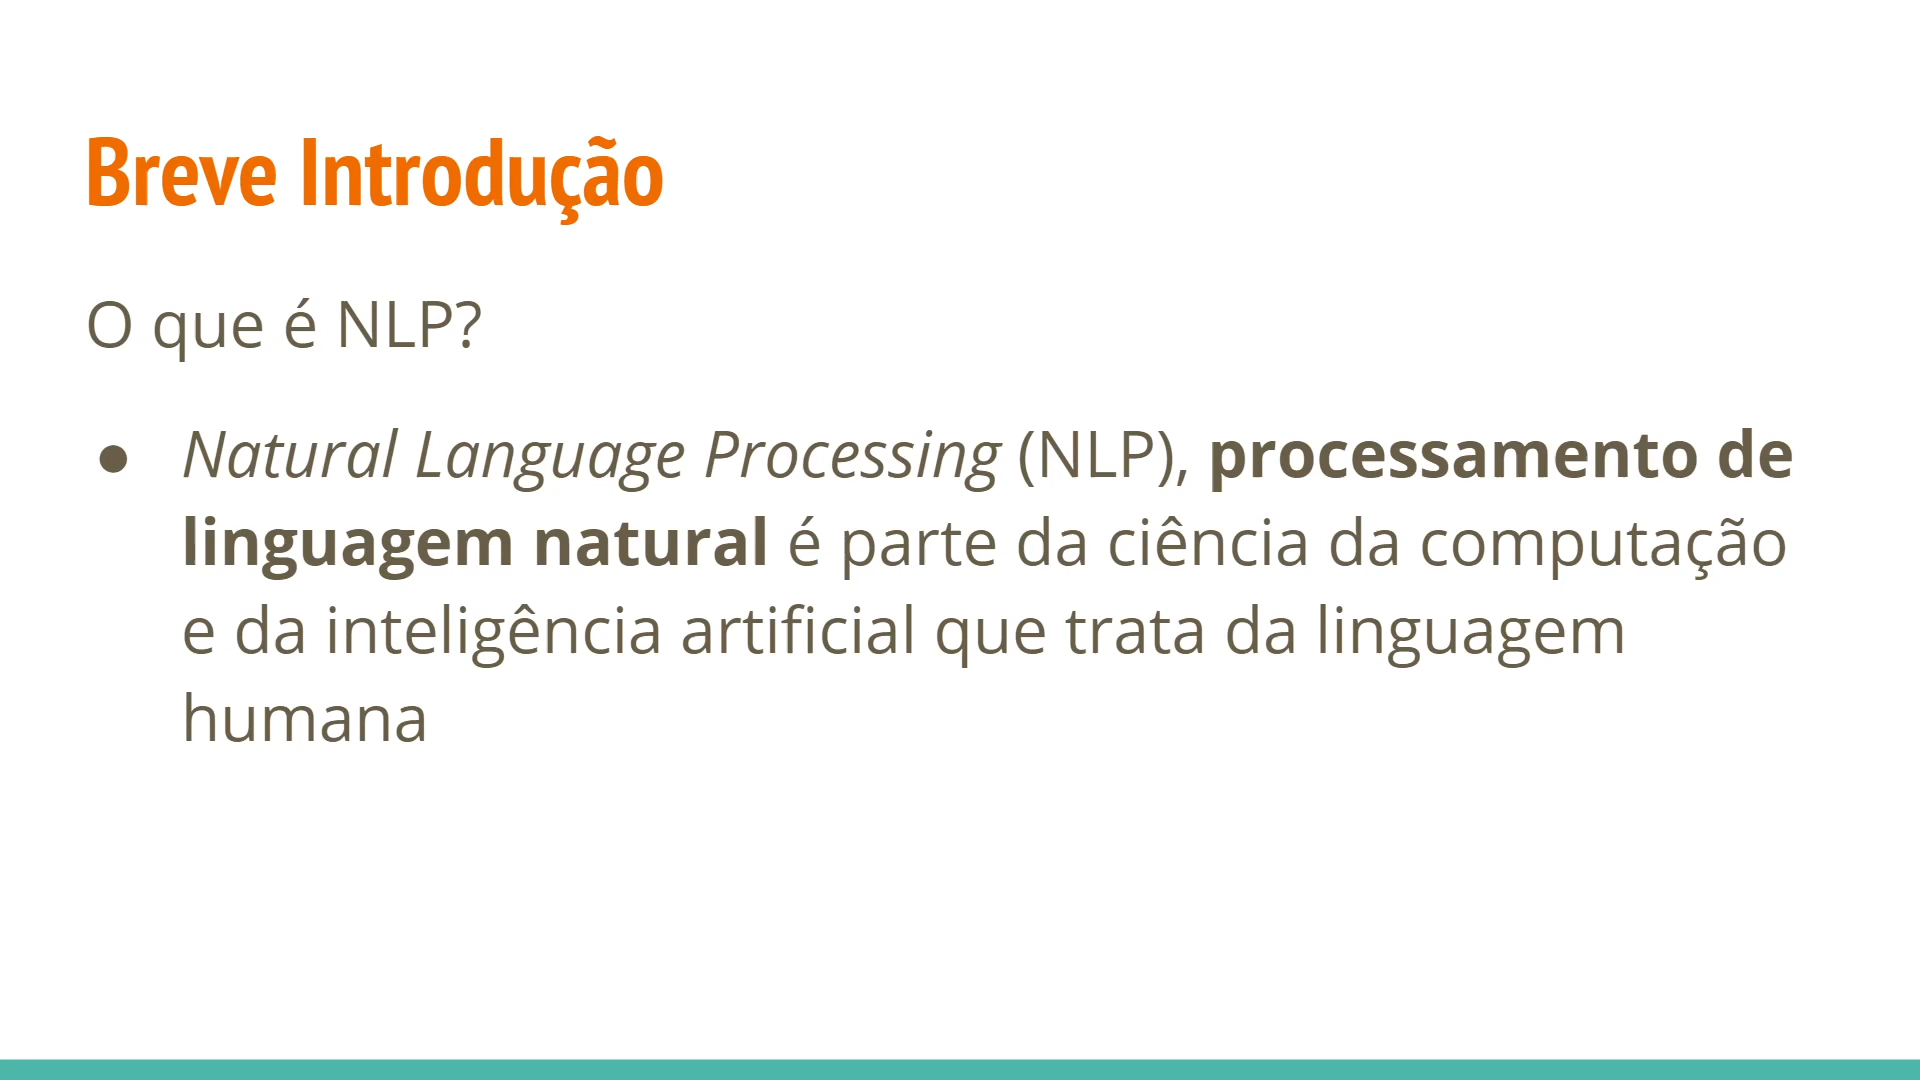 Breve Introdução
O que é NLP?
● Natural Language Processing (NLP), processamento de
linguagem natural é parte da ciência da computação
e da inteligência artificial que trata da linguagem
humana